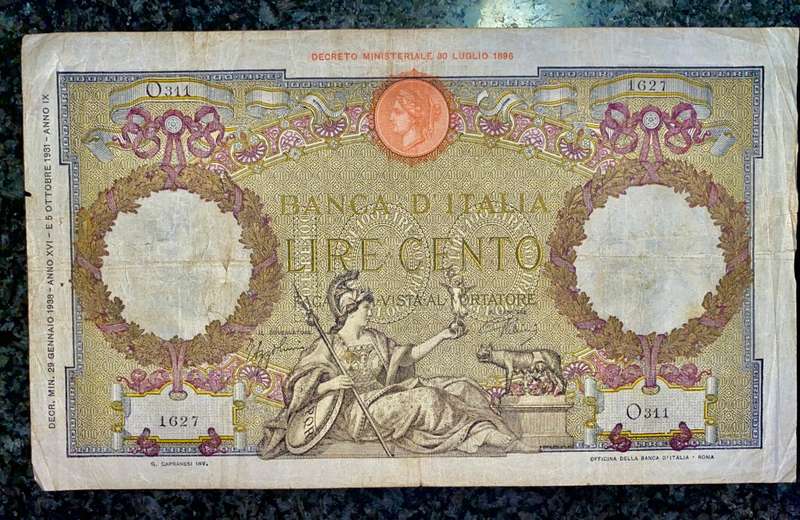 DECRETO MINISTERIALE 30 LUGLIO 1896
O311
1627
BANCA D'ITALIA
LIRE CENTO
VISTA AL PORTATORE
ROMA
1627
O311
G. CAPRANESI INV.
OFFICINA DELLA BANCA D'ITALIA - ROMA
DECR. MIN. 29 GENNAIO 1938 - ANNO XVI - E 5 OTTOBRE 1931 - ANNO IX